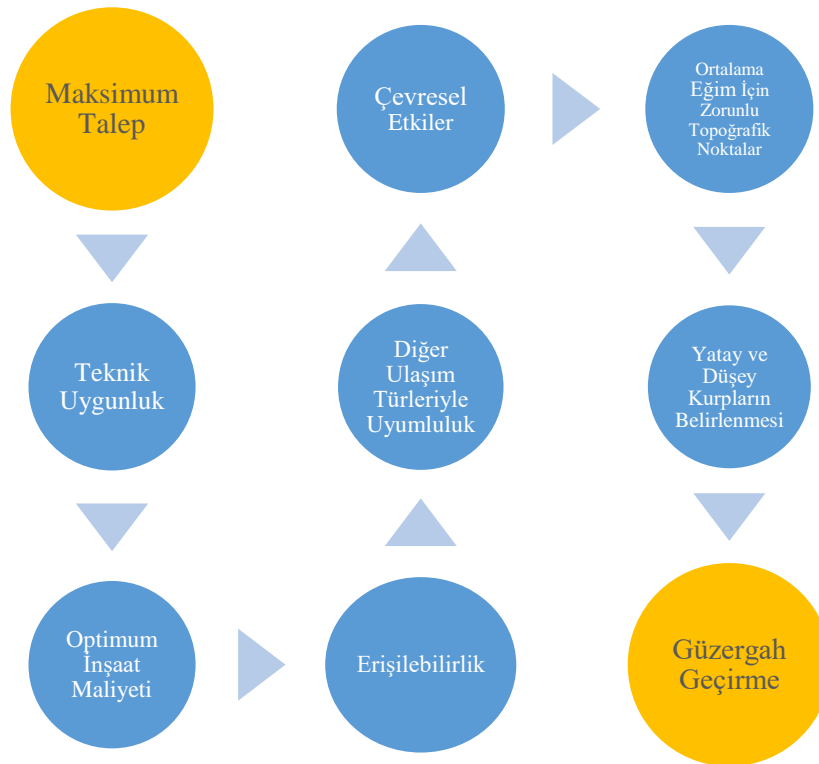 Maksimum
Talep
Teknik
Uygunluk
Optimum
İnşaat
Maliyeti
Erişilebilirlik
Diğer
Ulaşım
Türleriyle
Uyumluluk
Çevresel
Etkiler
Ortalama
Eğim İçin
Zorunlu
Topoğrafik
Noktalar
Yatay ve
Düşey
Kurpların
Belirlenmesi
Güzergah
Geçirme